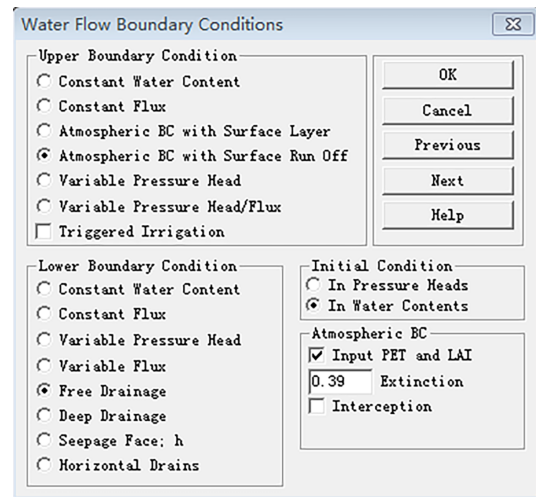 Water Flow Boundary Conditions
Upper Boundary Condition
Constant Water Content
Constant Flux
Atmospheric BC with Surface Layer
Atmospheric BC with Surface Run Off
Variable Pressure Head
Variable Pressure Head/Flux
Triggered Irrigation
OK
Cancel
Previous
Next
Help
Lower Boundary Condition
Constant Water Content
Constant Flux
Variable Pressure Head
Variable Flux
Free Drainage
Deep Drainage
Seepage Face; h
Horizontal Drains
Initial Condition
In Pressure Heads
In Water Contents
Atmospheric BC
Input PET and LAI
0.39 Extinction
Interception